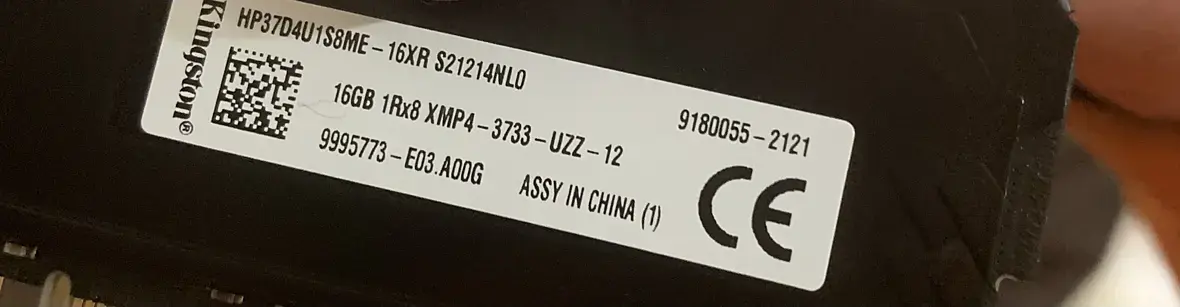 Kingston®
HP37D4U1S8ME-16XR S21214NL0
16GB 1Rx8 XMP4-3733-UZZ-12
9180055-2121
9995773-E03.A00G
ASSY IN CHINA (1)
CE